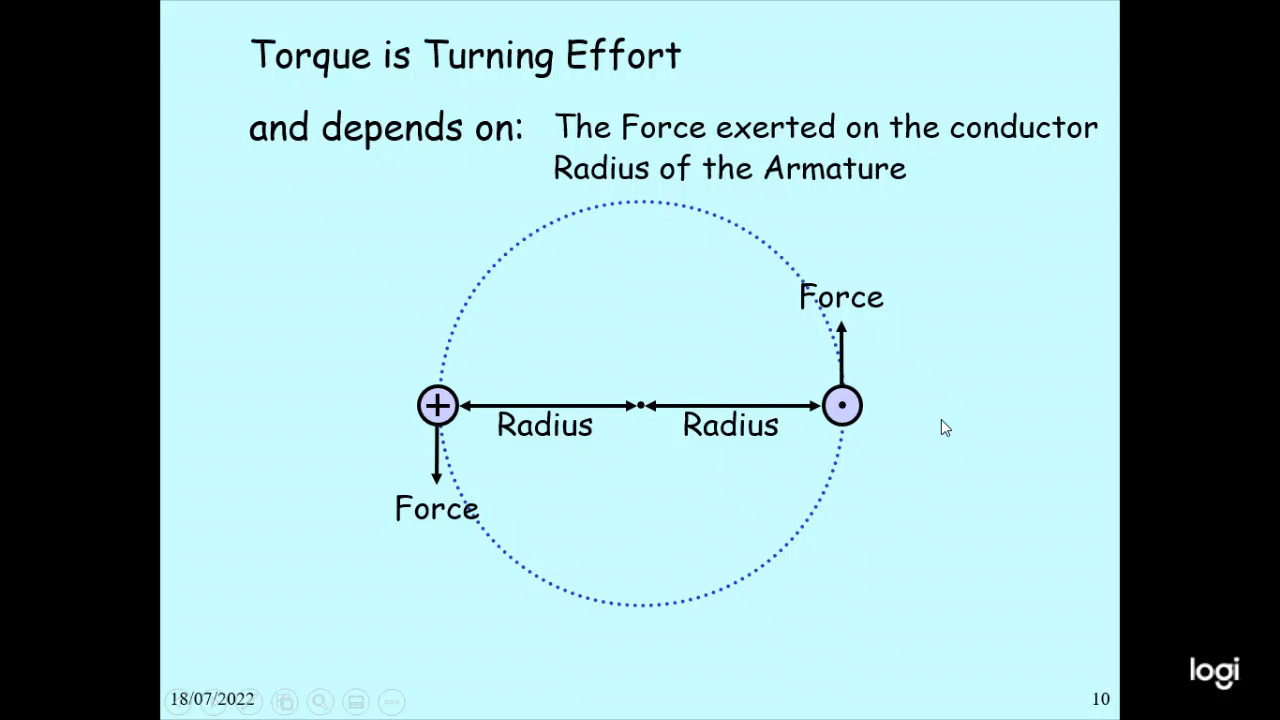 Torque is Turning Effort
and depends on: The Force exerted on the conductor
Radius of the Armature
Force
Radius Radius
Force
18/07/2022
10
logi